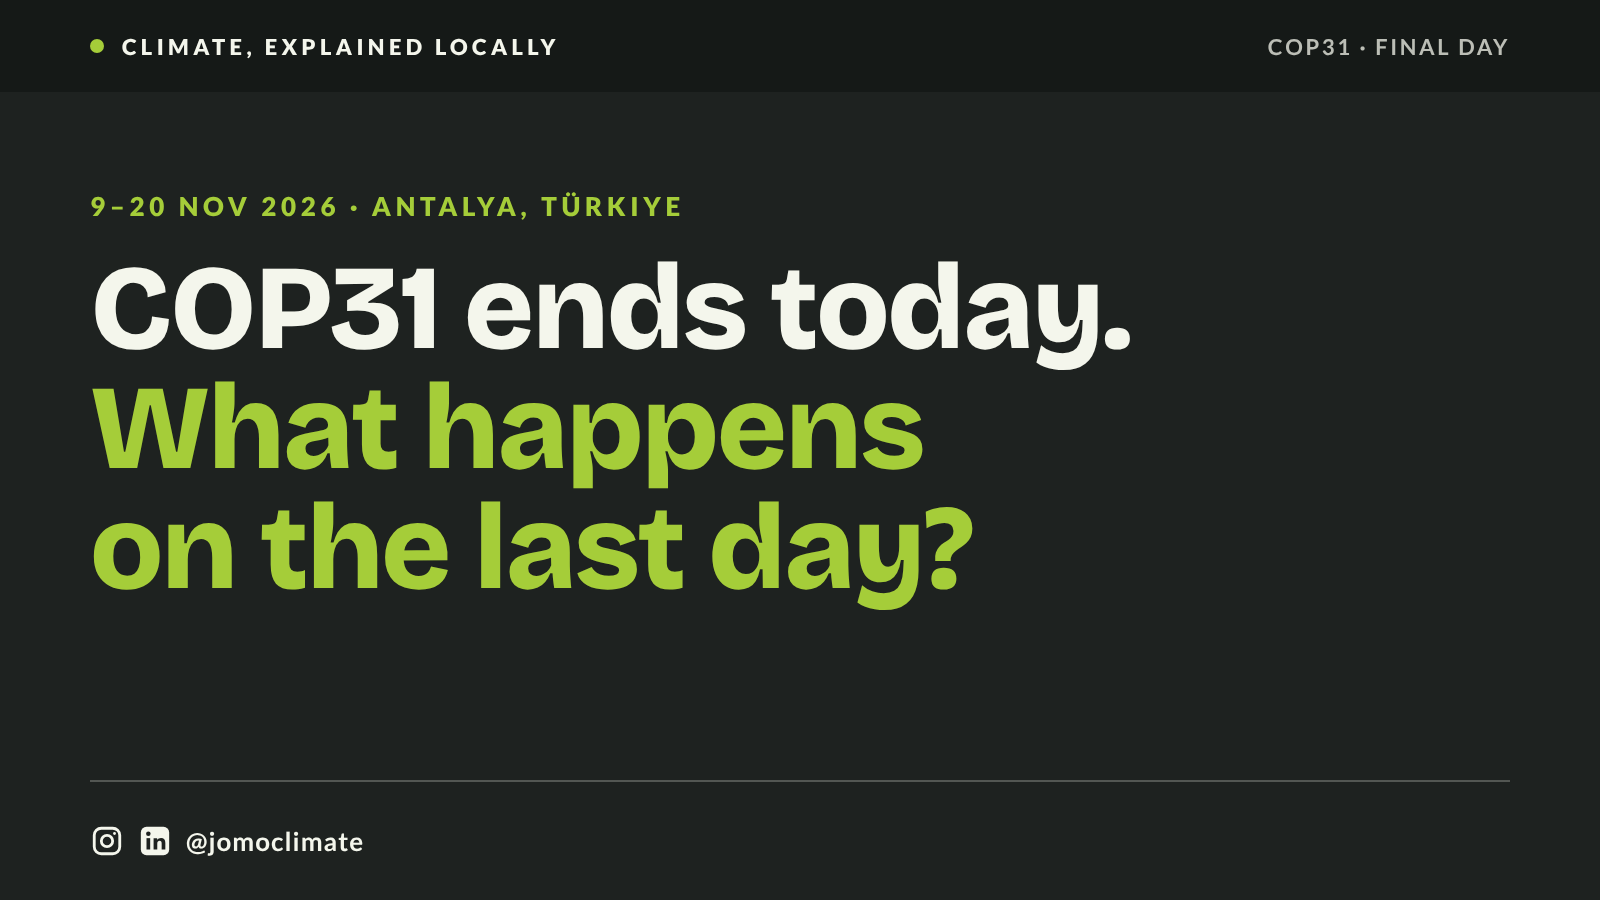 CLIMATE, EXPLAINED LOCALLY
COP31 · FINAL DAY
9–20 NOV 2026 · ANTALYA, TÜRKIYE
COP31 ends today.
What happens
on the last day?
@jomoclimate